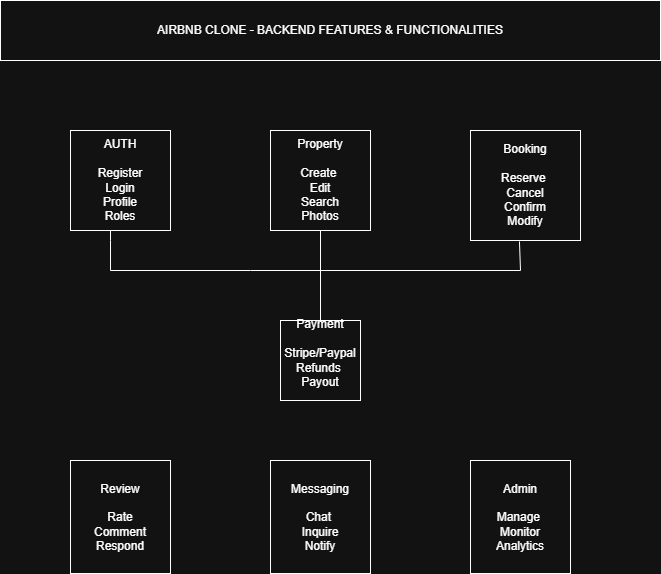 AIRBNB CLONE - BACKEND FEATURES & FUNCTIONALITIES
AUTH
Register
Login
Profile
Roles
Property
Create
Edit
Search
Photos
Booking
Reserve
Cancel
Confirm
Modify
Payment
Stripe/Paypal
Refunds
Payout
Review
Rate
Comment
Respond
Messaging
Chat
Inquire
Notify
Admin
Manage
Monitor
Analytics